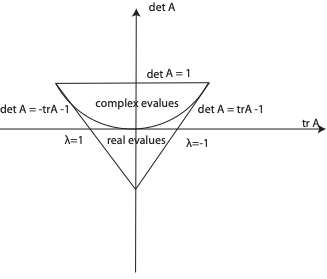 det A
det A = 1
complex evalues
det A = -trA -1
det A = trA -1
tr A
λ=1
real evalues
λ=-1